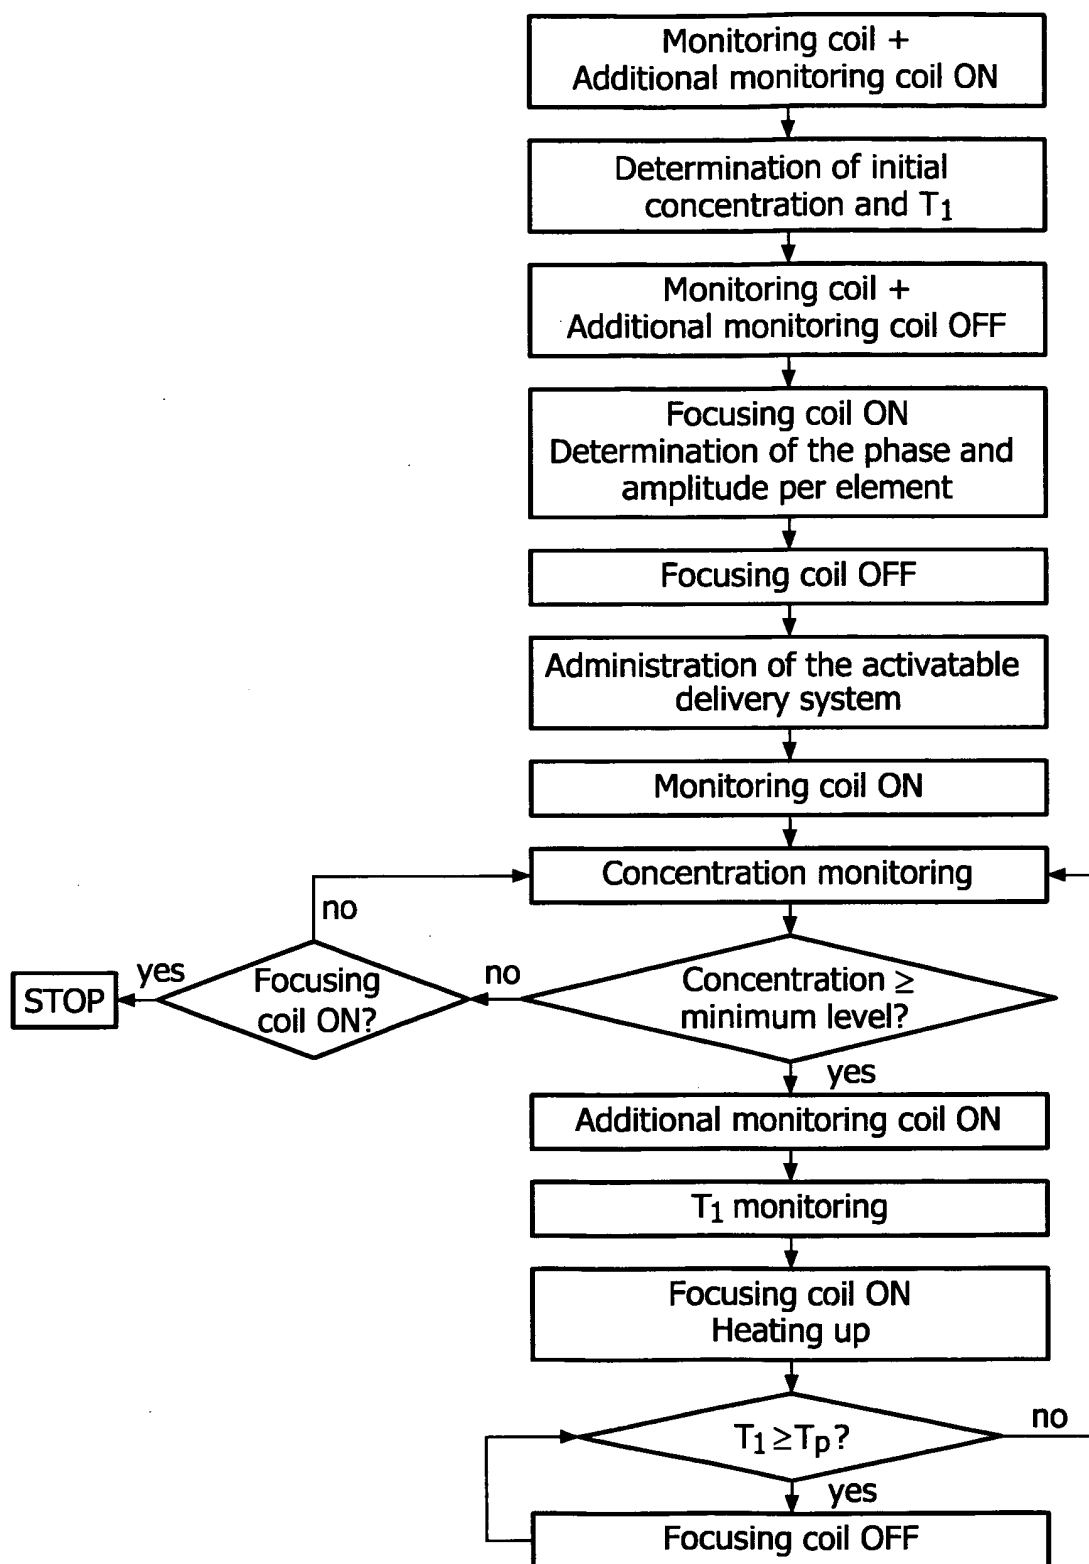 Monitoring coil +
Additional monitoring coil ON
Determination of initial
concentration and T1
Monitoring coil +
Additional monitoring coil OFF
Focusing coil ON
Determination of the phase and
amplitude per element
Focusing coil OFF
Administration of the activatable
delivery system
Monitoring coil ON
Concentration monitoring
no
yes
STOP
Focusing
coil ON?
no
Concentration ≥
minimum level?
yes
Additional monitoring coil ON
T1 monitoring
Focusing coil ON
Heating up
T1≥Tp?
no
yes
Focusing coil OFF